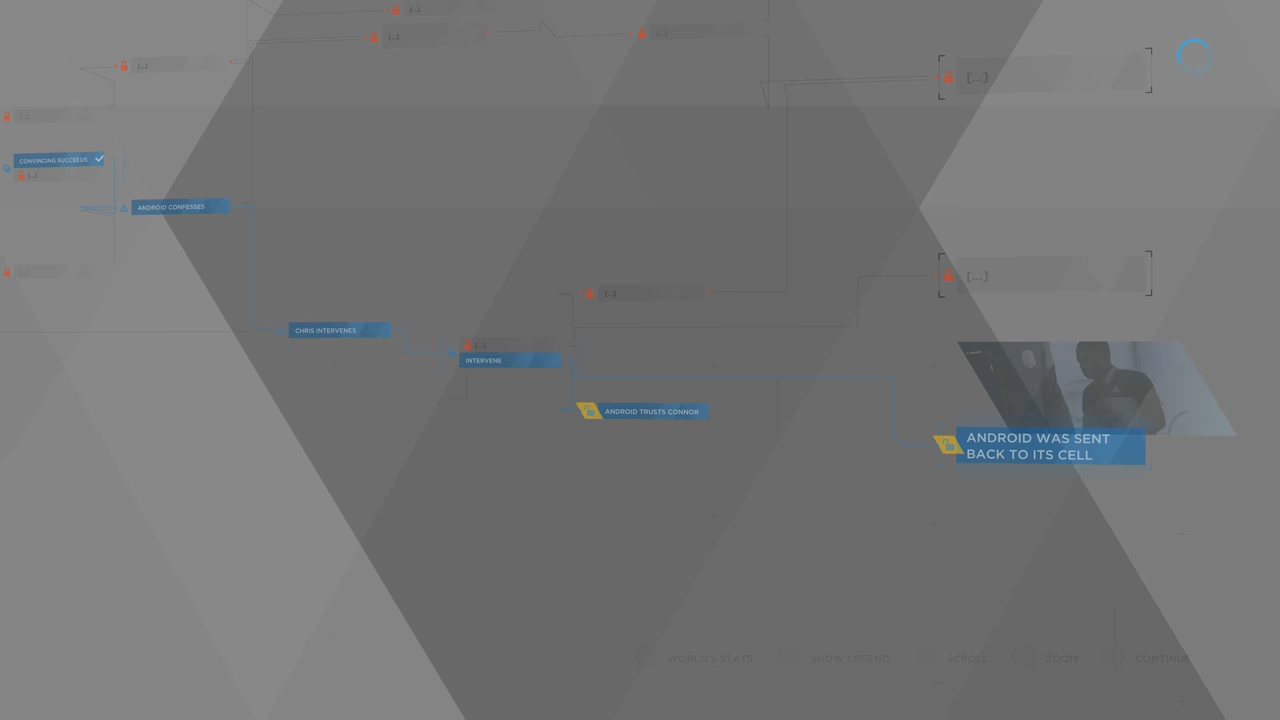 [...]
[...]
[...]
[...]
[...]
[...]
CONVINCING SUCCEEDS
[...]
ANDROID CONFESSES
[...]
[...]
[...]
CHRIS INTERVENES
[...]
INTERVENE
ANDROID TRUSTS CONNOR
ANDROID WAS SENT
BACK TO ITS CELL
WORLD'S STATS
SHOW LEGEND
SCROLL
ZOOM
CONTINUE